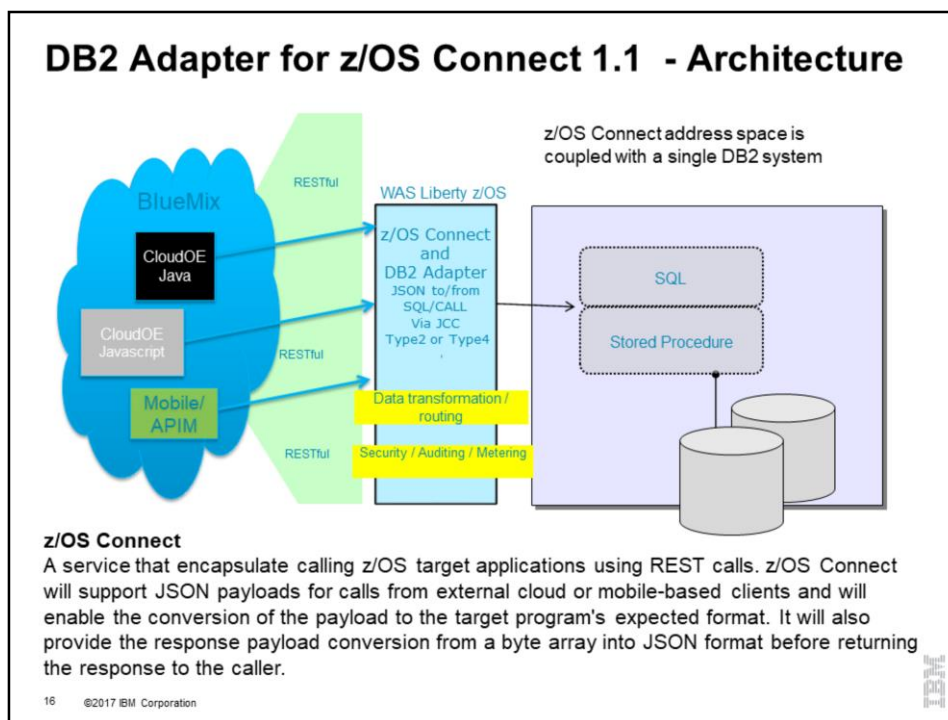 DB2 Adapter for z/OS Connect 1.1 - Architecture
z/OS Connect address space is
coupled with a single DB2 system
RESTful
WAS Liberty z/OS
BlueMix
CloudOE
Java
z/OS Connect
and
DB2 Adapter
JSON to/from
SQL/CALL
Via JCC
Type2 or Type4
,
SQL
CloudOE
Javascript
Stored Procedure
RESTful
Mobile/
APIM
Data transformation /
routing
RESTful
Security / Auditing / Metering
z/OS Connect
A service that encapsulate calling z/OS target applications using REST calls. z/OS Connect
will support JSON payloads for calls from external cloud or mobile-based clients and will
enable the conversion of the payload to the target program's expected format. It will also
provide the response payload conversion from a byte array into JSON format before returning
the response to the caller.
16 ©2017 IBM Corporation
IBM